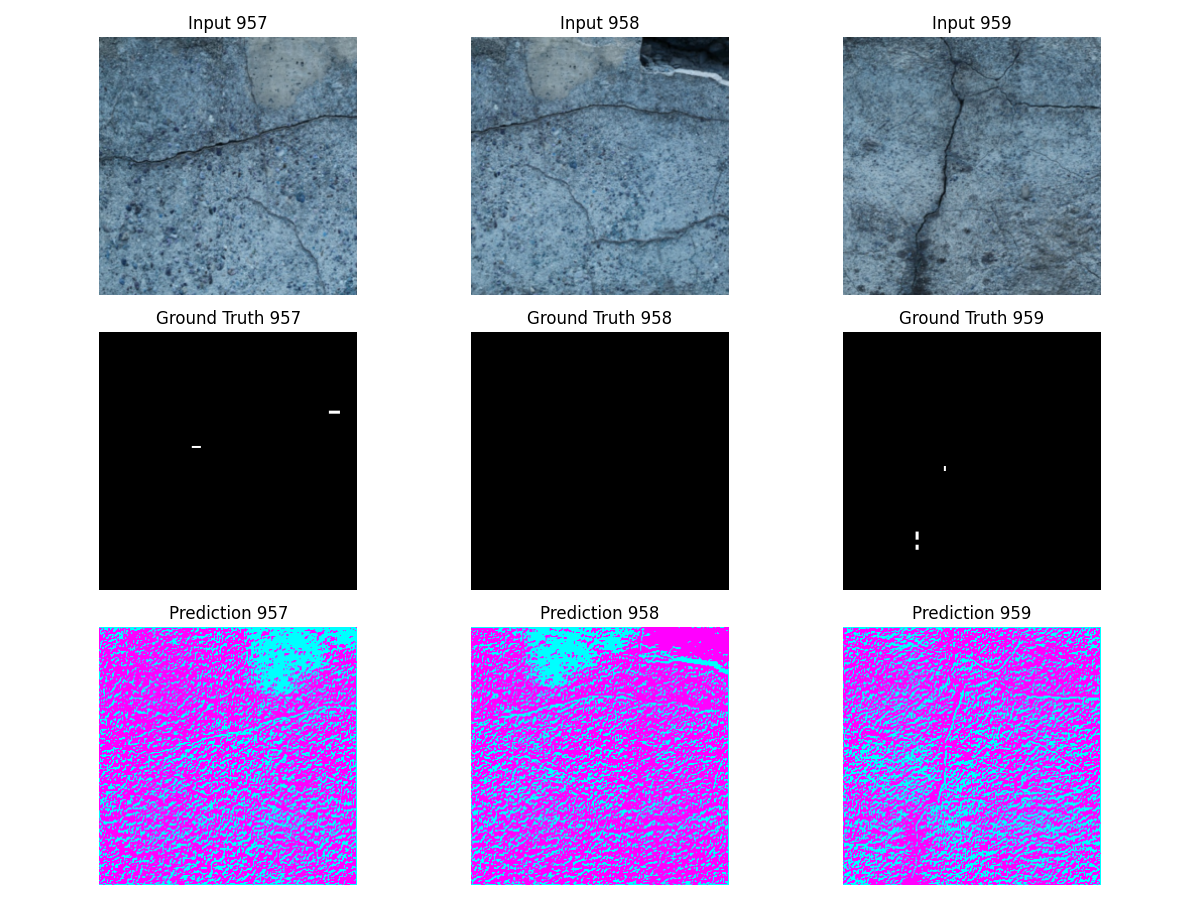 Input 957
Input 958
Input 959
Ground Truth 957
Ground Truth 958
Ground Truth 959
Prediction 957
Prediction 958
Prediction 959